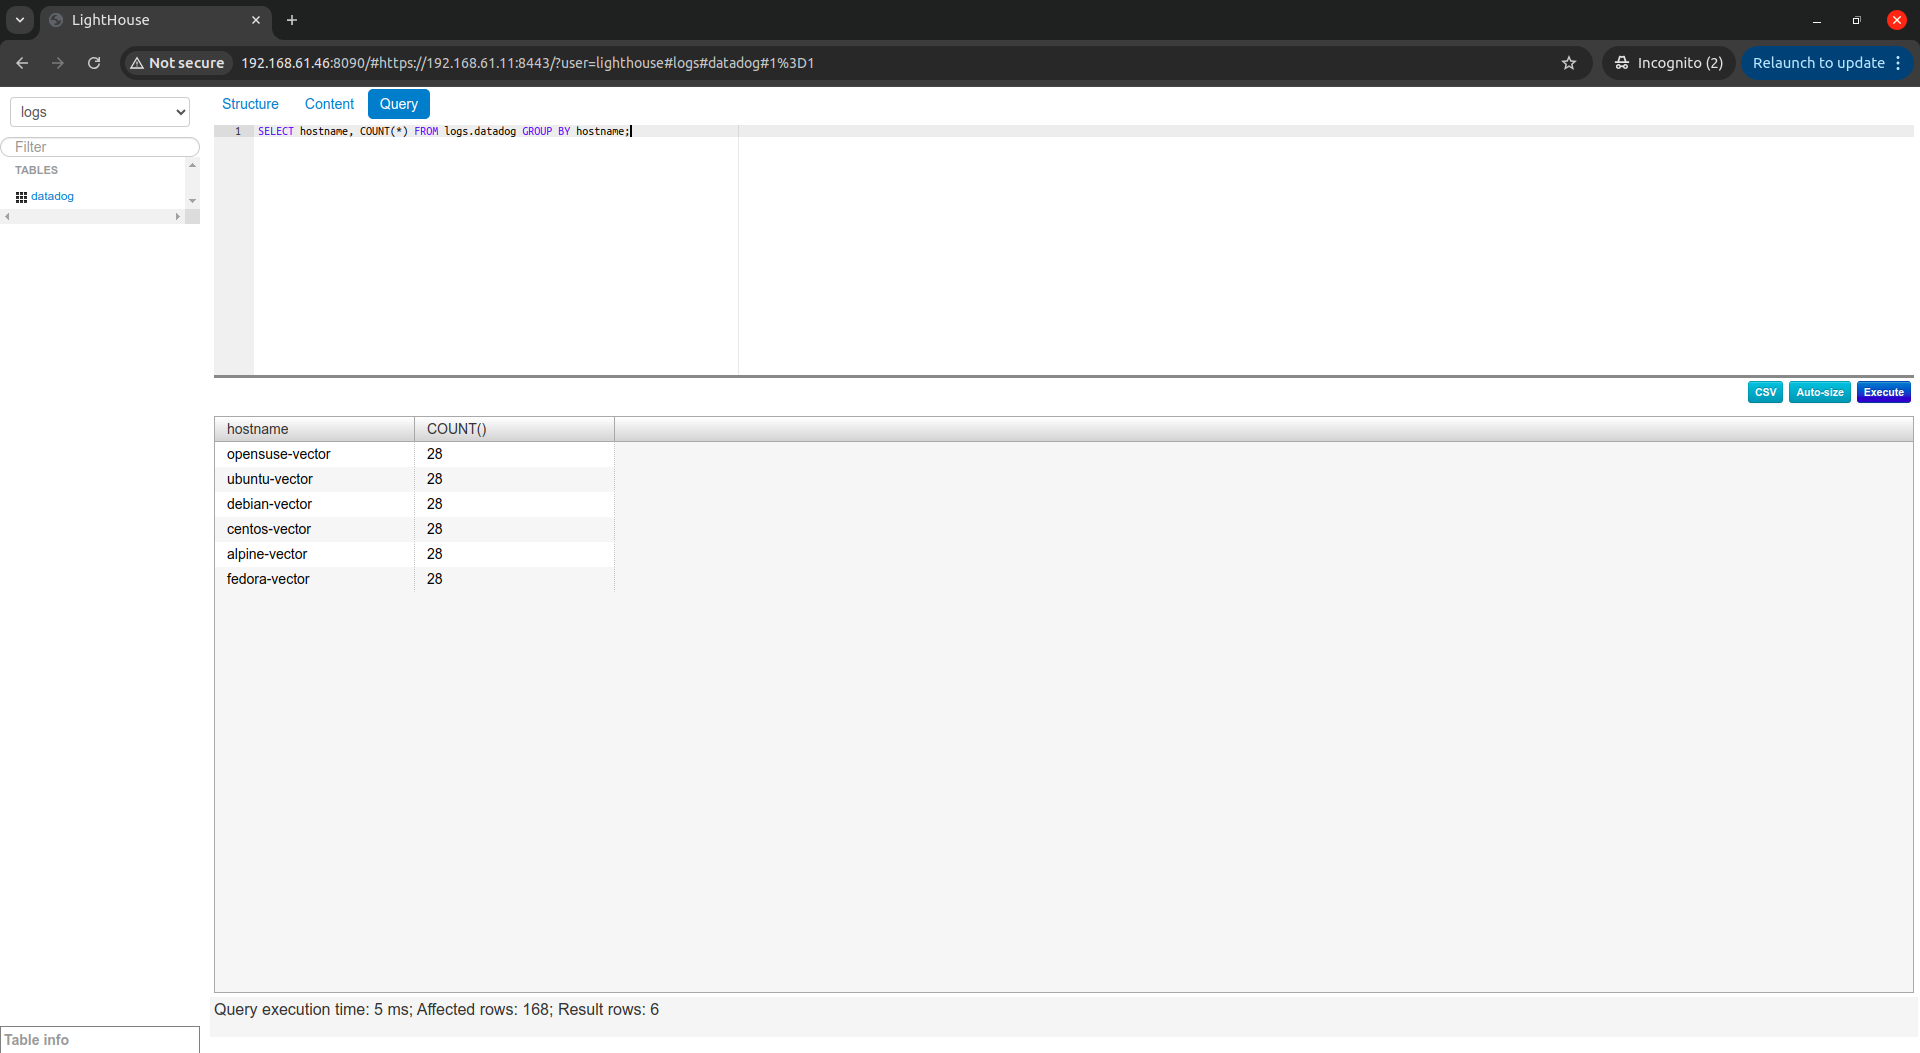 LightHouse
Not secure
192.168.61.46:8090/#https://192.168.61.11:8443/?user=lighthouse#logs#datadog#1%3D1
Incognito (2)
Relaunch to update
logs
Filter
TABLES
datadog
Structure
Content
Query
1
SELECT hostname, COUNT(*) FROM logs.datadog GROUP BY hostname;
CSV
Auto-size
Execute
hostname COUNT()
opensuse-vector 28
ubuntu-vector 28
debian-vector 28
centos-vector 28
alpine-vector 28
fedora-vector 28
Query execution time: 5 ms; Affected rows: 168; Result rows: 6
Table info